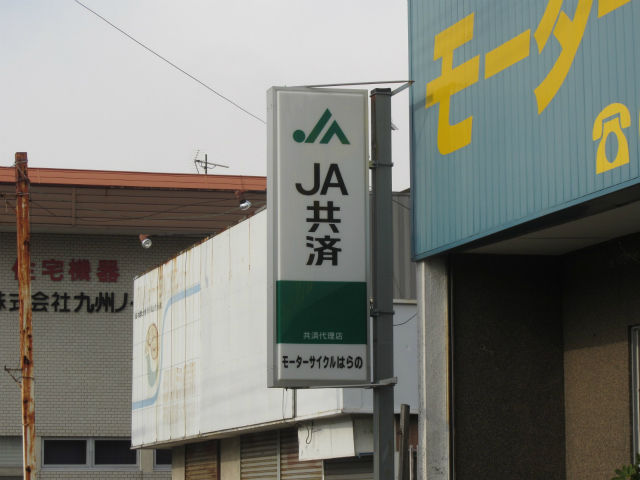 モーター
JA
共
済
共済代理店
モーターサイクルはらの
住宅機器
株式会社九州ノ